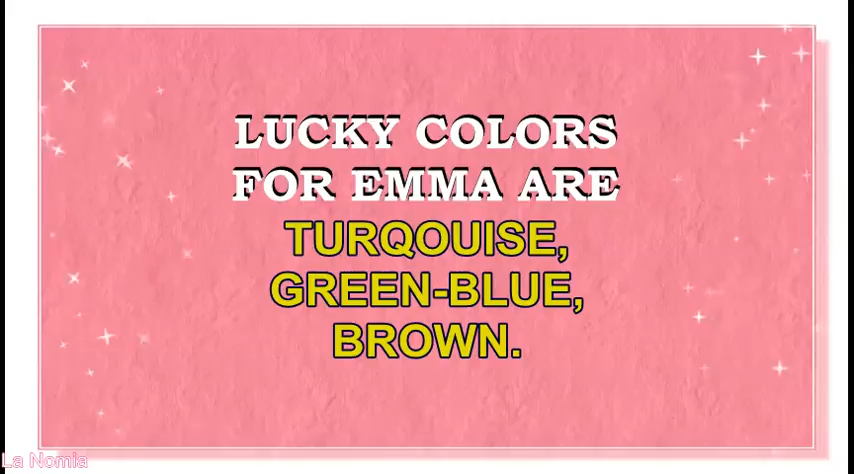 LUCKY COLORS
FOR EMMA ARE
TURQOUISE,
GREEN-BLUE,
BROWN.
La Nomia